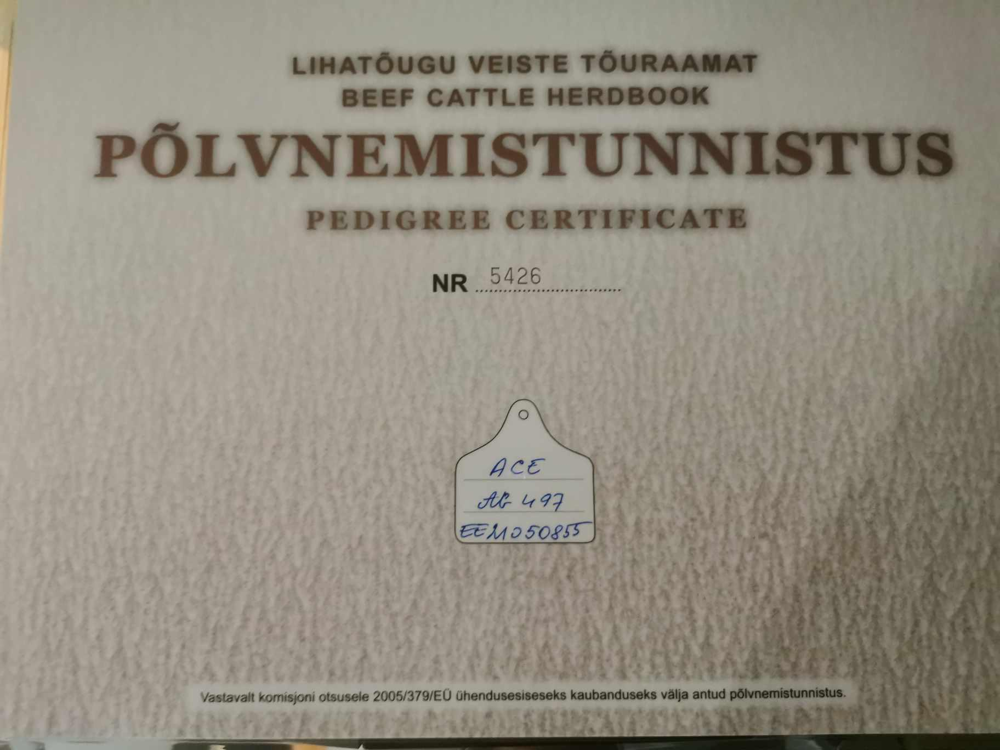 LIHATÕUGU VEISTE TÕURAAMAT
BEEF CATTLE HERDBOOK
PÕLVNEMISTUNNISTUS
PEDIGREE CERTIFICATE
NR 5426
ACE
AG 497
EE11050855
Vastavalt komisjoni otsusele 2005/379/EÜ ühendusesiseseks kaubanduseks välja antud põlvnemistunnistus.